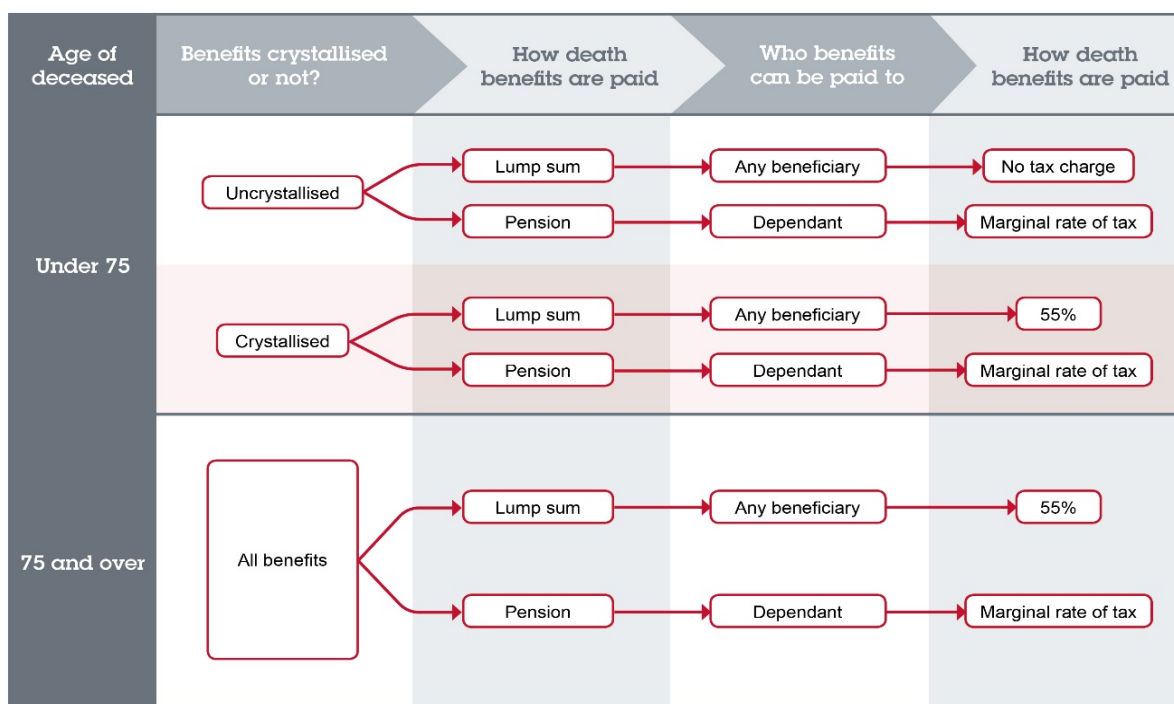 Age of
deceased
Benefits crystallised
or not?
How death
benefits are paid
Who benefits
can be paid to
How death
benefits are paid
Under 75
Uncrystallised
Lump sum
Any beneficiary
No tax charge
Pension
Dependant
Marginal rate of tax
Crystallised
Lump sum
Any beneficiary
55%
Pension
Dependant
Marginal rate of tax
75 and over
All benefits
Lump sum
Any beneficiary
55%
Pension
Dependant
Marginal rate of tax